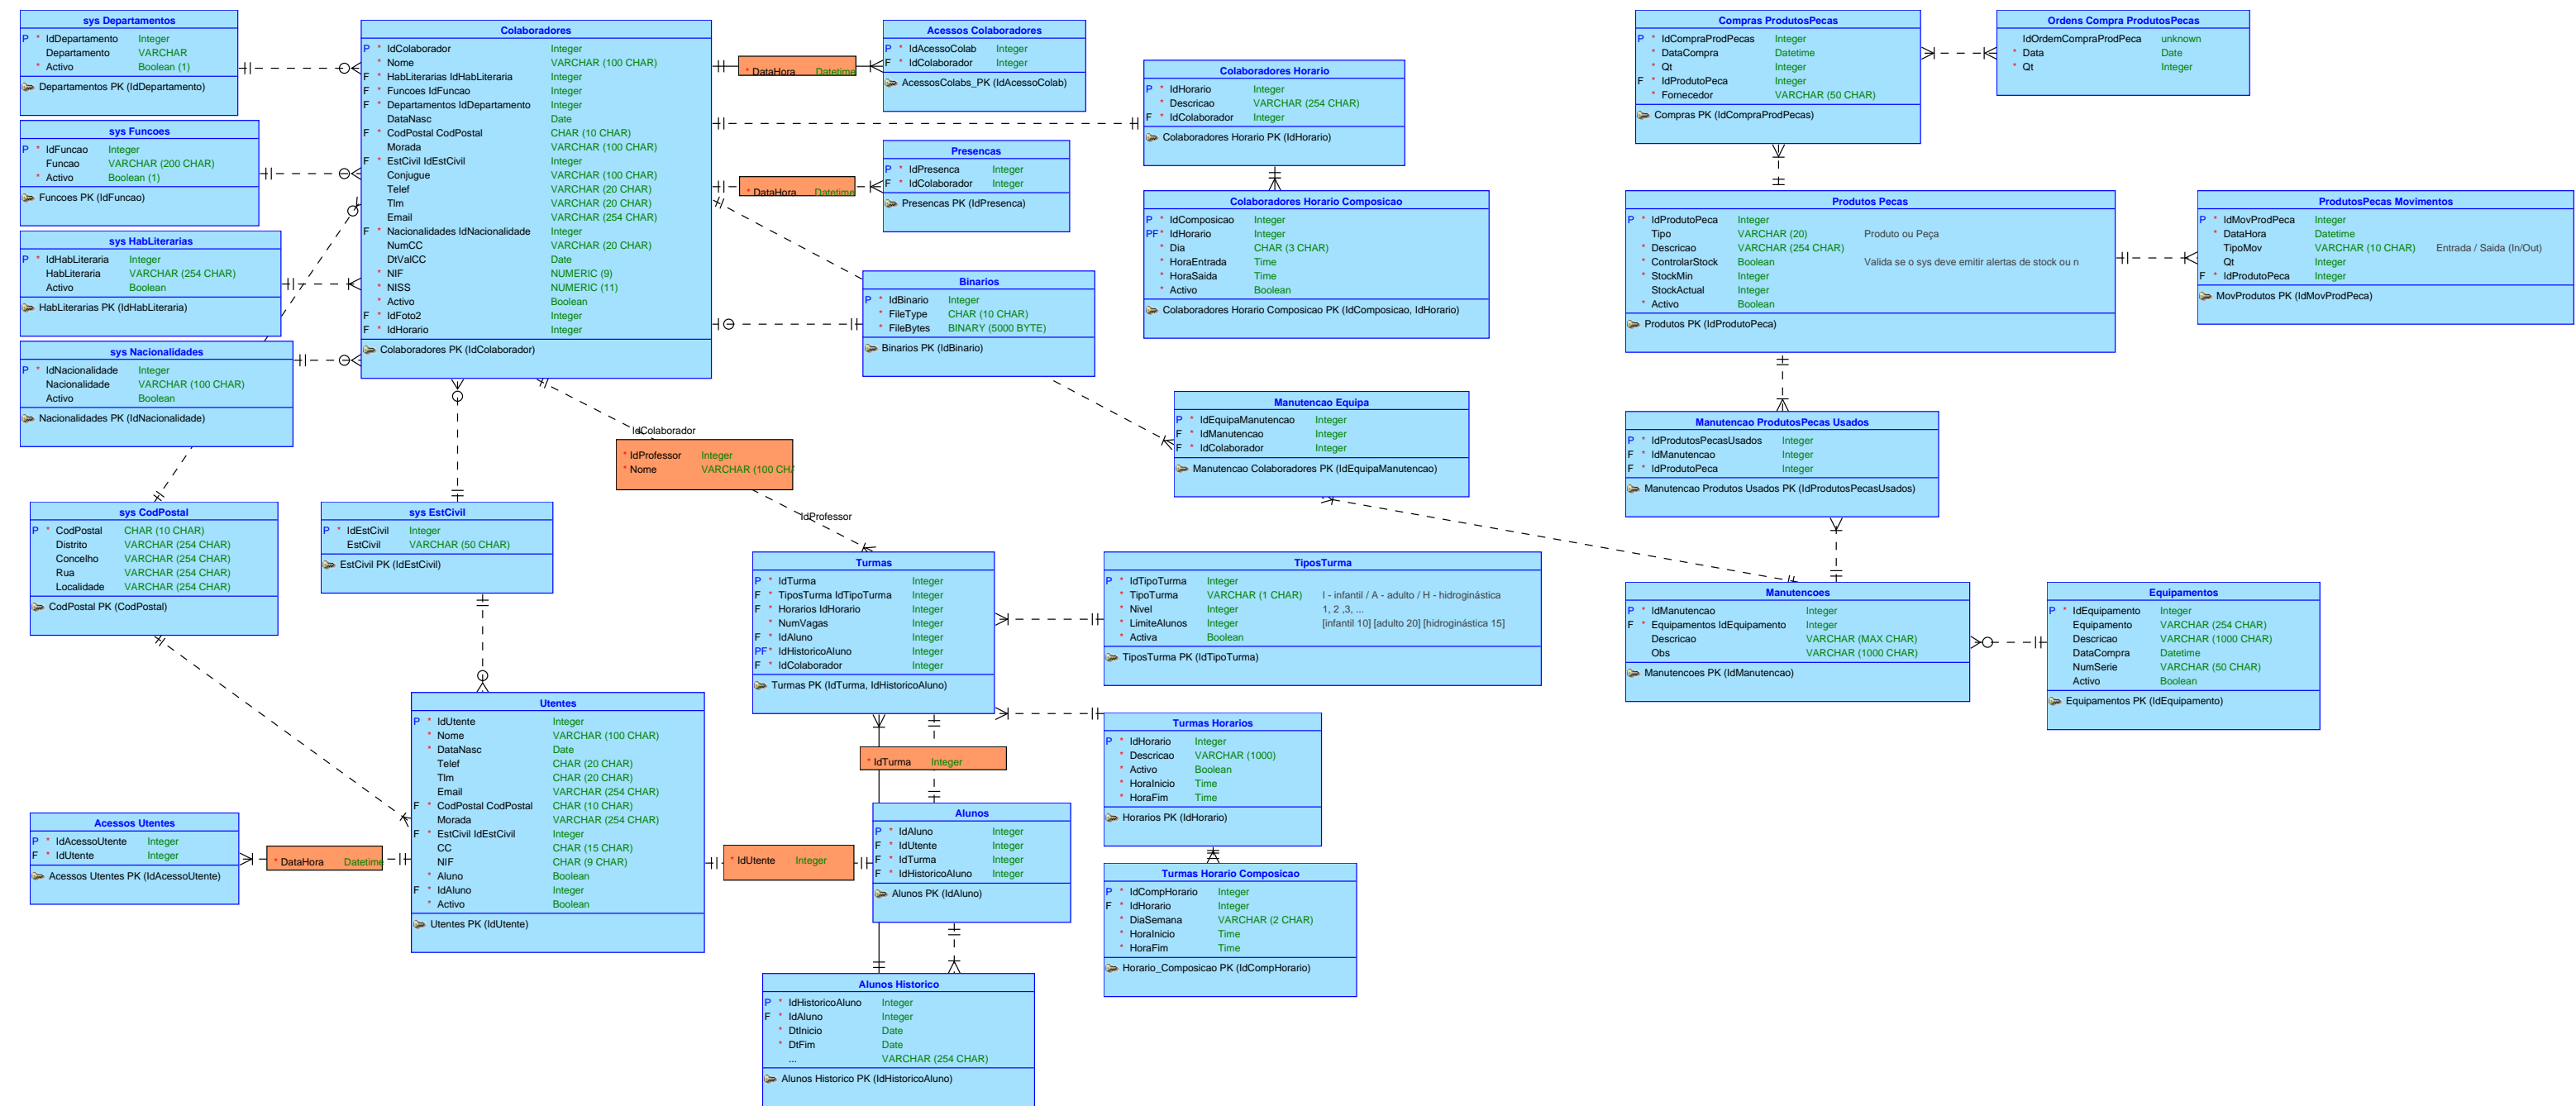 sys Departamentos
P * IdDepartamento Integer
Departamento VARCHAR
* Activo Boolean (1)
Departamentos PK (IdDepartamento)
sys Funcoes
P * IdFuncao Integer
Funcao VARCHAR (200 CHAR)
* Activo Boolean (1)
Funcoes PK (IdFuncao)
sys HabLiterarias
P * IdHabLiteraria Integer
HabLiteraria VARCHAR (254 CHAR)
Activo Boolean
HabLiterarias PK (IdHabLiteraria)
sys Nacionalidades
P * IdNacionalidade Integer
Nacionalidade VARCHAR (100 CHAR)
Activo Boolean
Nacionalidades PK (IdNacionalidade)
Colaboradores
P * IdColaborador Integer
* Nome VARCHAR (100 CHAR)
F * HabLiterarias IdHabLiteraria Integer
F * Funcoes IdFuncao Integer
F * Departamentos IdDepartamento Integer
DataNasc Date
F * CodPostal CodPostal CHAR (10 CHAR)
Morada VARCHAR (100 CHAR)
F * EstCivil IdEstCivil Integer
Conjugue VARCHAR (100 CHAR)
Telef VARCHAR (20 CHAR)
Tlm VARCHAR (20 CHAR)
Email VARCHAR (254 CHAR)
F * Nacionalidades IdNacionalidade Integer
NumCC VARCHAR (20 CHAR)
DtValCC Date
* NIF NUMERIC (9)
* NISS NUMERIC (11)
* Activo Boolean
F * IdFoto2 Integer
F * IdHorario Integer
Colaboradores PK (IdColaborador)
* DataHora Datetime
Acessos Colaboradores
P * IdAcessoColab Integer
F * IdColaborador Integer
AcessosColabs_PK (IdAcessoColab)
* DataHora Datetime
Presencas
P * IdPresenca Integer
F * IdColaborador Integer
Presencas PK (IdPresenca)
Binarios
P * IdBinario Integer
* FileType CHAR (10 CHAR)
* FileBytes BINARY (5000 BYTE)
Binarios PK (IdBinario)
Colaboradores Horario
P * IdHorario Integer
* Descricao VARCHAR (254 CHAR)
F * IdColaborador Integer
Colaboradores Horario PK (IdHorario)
Colaboradores Horario Composicao
P * IdComposicao Integer
PF * IdHorario Integer
* Dia CHAR (3 CHAR)
* HoraEntrada Time
* HoraSaida Time
* Activo Boolean
Colaboradores Horario Composicao PK (IdComposicao, IdHorario)
Manutencao Equipa
P * IdEquipaManutencao Integer
F * IdManutencao Integer
F * IdColaborador Integer
Manutencao Colaboradores PK (IdEquipaManutencao)
Compras ProdutosPecas
P * IdCompraProdPecas Integer
* DataCompra Datetime
* Qt Integer
F * IdProdutoPeca Integer
* Fornecedor VARCHAR (50 CHAR)
Compras PK (IdCompraProdPecas)
Ordens Compra ProdutosPecas
IdOrdemCompraProdPeca unknown
* Data Date
* Qt Integer
Produtos Pecas
P * IdProdutoPeca Integer
Tipo VARCHAR (20) Produto ou Peça
* Descricao VARCHAR (254 CHAR)
* ControlarStock Boolean Valida se o sys deve emitir alertas de stock ou n
* StockMin Integer
StockActual Integer
* Activo Boolean
Produtos PK (IdProdutoPeca)
ProdutosPecas Movimentos
P * IdMovProdPeca Integer
* DataHora Datetime
TipoMov VARCHAR (10 CHAR) Entrada / Saida (In/Out)
Qt Integer
F * IdProdutoPeca Integer
MovProdutos PK (IdMovProdPeca)
Manutencao ProdutosPecas Usados
P * IdProdutosPecasUsados Integer
F * IdManutencao Integer
F * IdProdutoPeca Integer
Manutencao Produtos Usados PK (IdProdutosPecasUsados)
Manutencoes
P * IdManutencao Integer
F * Equipamentos IdEquipamento Integer
Descricao VARCHAR (MAX CHAR)
Obs VARCHAR (1000 CHAR)
Manutencoes PK (IdManutencao)
Equipamentos
P * IdEquipamento Integer
Equipamento VARCHAR (254 CHAR)
Descricao VARCHAR (1000 CHAR)
DataCompra Datetime
NumSerie VARCHAR (50 CHAR)
Activo Boolean
Equipamentos PK (IdEquipamento)
IdColaborador
* IdProfessor Integer
* Nome VARCHAR (100 CHA
IdProfessor
sys CodPostal
P * CodPostal CHAR (10 CHAR)
Distrito VARCHAR (254 CHAR)
Concelho VARCHAR (254 CHAR)
Rua VARCHAR (254 CHAR)
Localidade VARCHAR (254 CHAR)
CodPostal PK (CodPostal)
sys EstCivil
P * IdEstCivil Integer
EstCivil VARCHAR (50 CHAR)
EstCivil PK (IdEstCivil)
Turmas
P * IdTurma Integer
F * TiposTurma IdTipoTurma Integer
F * Horarios IdHorario Integer
* NumVagas Integer
F * IdAluno Integer
PF * IdHistoricoAluno Integer
F * IdColaborador Integer
Turmas PK (IdTurma, IdHistoricoAluno)
TiposTurma
P * IdTipoTurma Integer
* TipoTurma VARCHAR (1 CHAR) I - infantil / A - adulto / H - hidroginástica
* Nivel Integer 1, 2 ,3, ...
* LimiteAlunos Integer [infantil 10] [adulto 20] [hidroginástica 15]
* Activa Boolean
TiposTurma PK (IdTipoTurma)
Turmas Horarios
P * IdHorario Integer
* Descricao VARCHAR (1000)
* Activo Boolean
* HoraInicio Time
* HoraFim Time
Horarios PK (IdHorario)
Turmas Horario Composicao
P * IdCompHorario Integer
F * IdHorario Integer
* DiaSemana VARCHAR (2 CHAR)
* HoraInicio Time
* HoraFim Time
Horario_Composicao PK (IdCompHorario)
Utentes
P * IdUtente Integer
* Nome VARCHAR (100 CHAR)
* DataNasc Date
Telef CHAR (20 CHAR)
Tlm CHAR (20 CHAR)
Email VARCHAR (254 CHAR)
F * CodPostal CodPostal CHAR (10 CHAR)
Morada VARCHAR (254 CHAR)
F * EstCivil IdEstCivil Integer
CC CHAR (15 CHAR)
NIF CHAR (9 CHAR)
* Aluno Boolean
F * IdAluno Integer
* Activo Boolean
Utentes PK (IdUtente)
Acessos Utentes
P * IdAcessoUtente Integer
F * IdUtente Integer
Acessos Utentes PK (IdAcessoUtente)
* DataHora Datetime
* IdUtente Integer
* IdTurma Integer
Alunos
P * IdAluno Integer
F * IdUtente Integer
F * IdTurma Integer
F * IdHistoricoAluno Integer
Alunos PK (IdAluno)
Alunos Historico
P * IdHistoricoAluno Integer
F * IdAluno Integer
* DtInicio Date
* DtFim Date
... VARCHAR (254 CHAR)
Alunos Historico PK (IdHistoricoAluno)